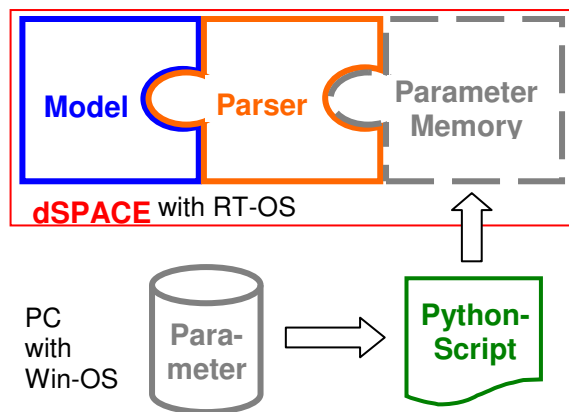 Model
Parser
Parameter
Memory
dSPACE with RT-OS
PC
with
Win-OS
Para-
meter
Python-
Script